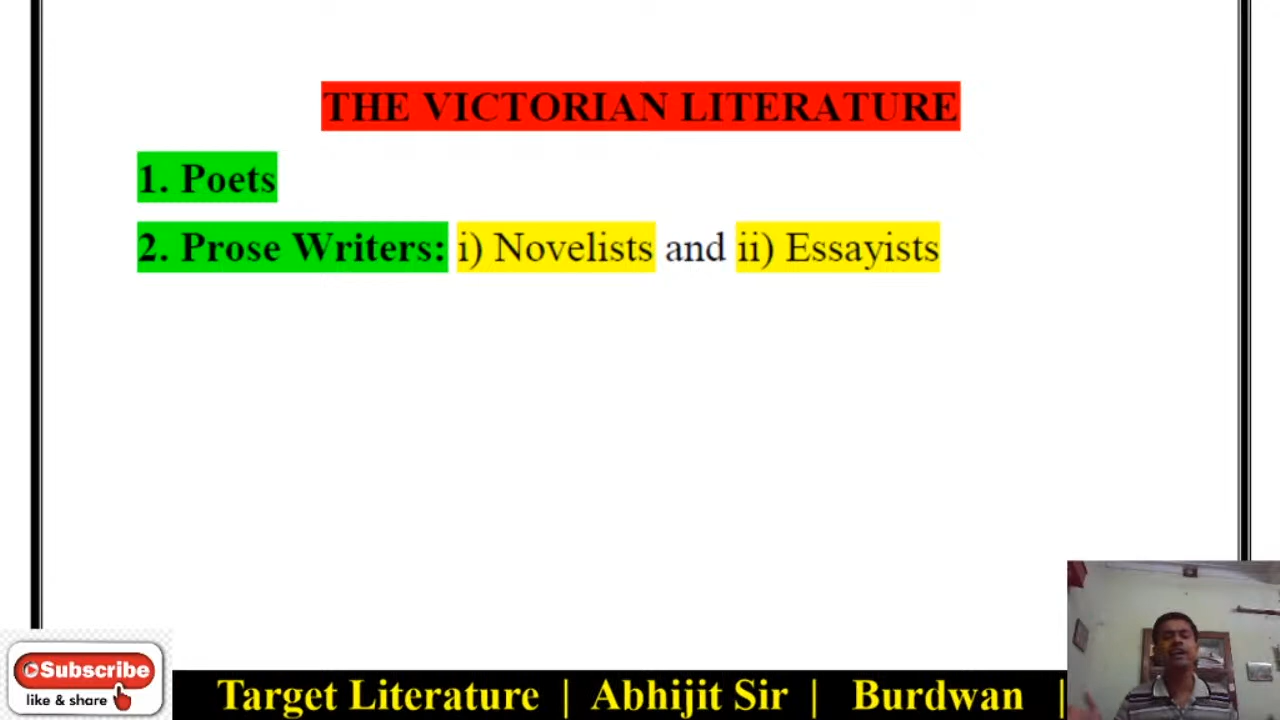 THE VICTORIAN LITERATURE
1. Poets
2. Prose Writers: i) Novelists and ii) Essayists
Subscribe
like & share
Target Literature | Abhijit Sir | Burdwan |